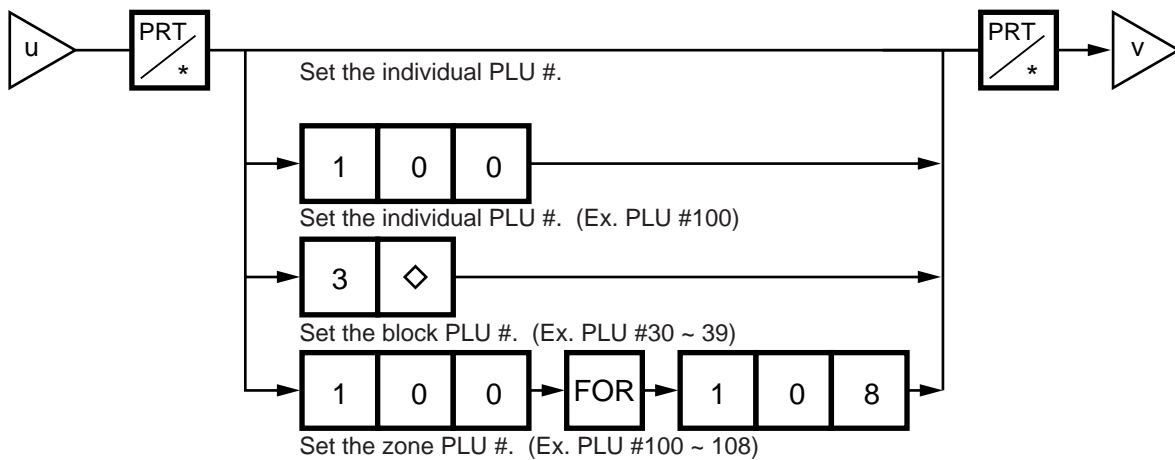 u PRT * PRT * v
Set the individual PLU #.
1 0 0
Set the individual PLU #. (Ex. PLU #100)
3 ◇
Set the block PLU #. (Ex. PLU #30 ~ 39)
1 0 0 FOR 1 0 8
Set the zone PLU #. (Ex. PLU #100 ~ 108)